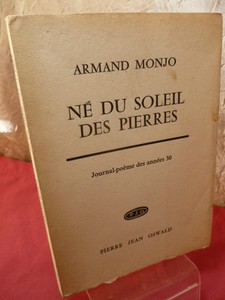 ARMAND MONJO
NÉ DU SOLEIL
DES PIERRES
Journal-poème des années 30
PIERRE JEAN OSWALD